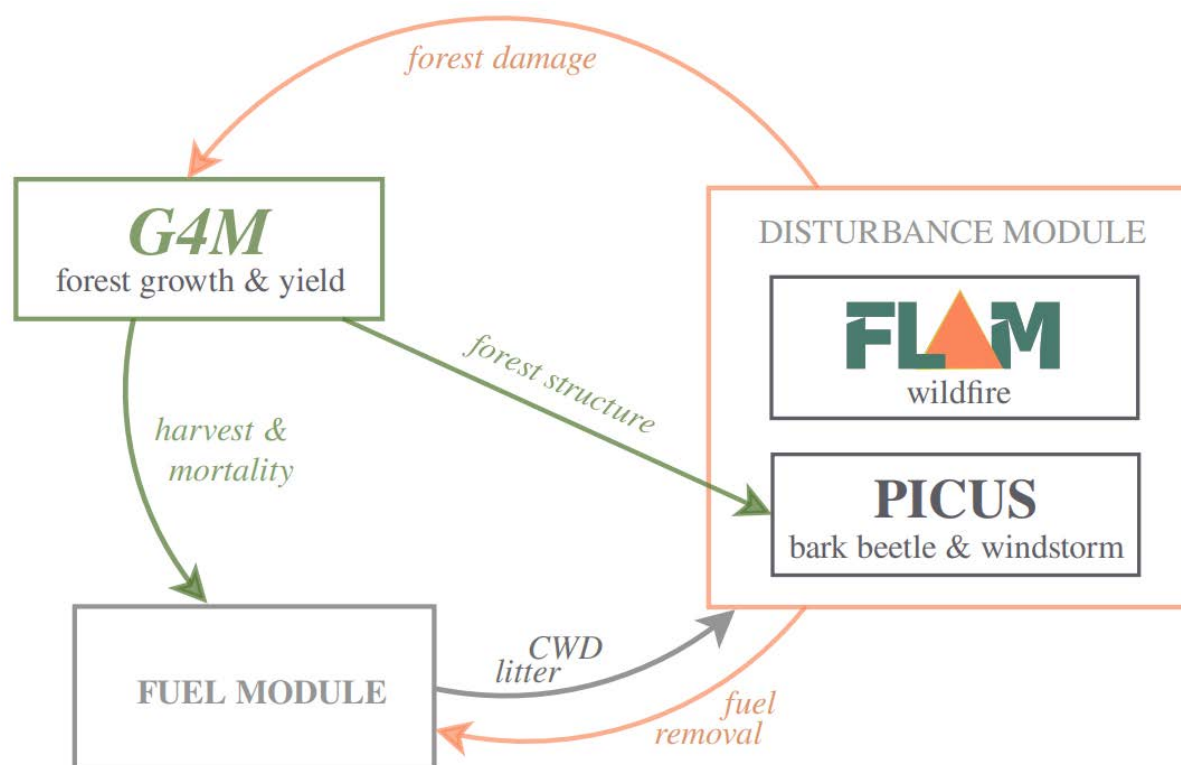 forest damage
G4M
forest growth & yield
DISTURBANCE MODULE
FLAM
wildfire
forest structure
harvest &
mortality
PICUS
bark beetle & windstorm
FUEL MODULE
CWD
litter
fuel
removal